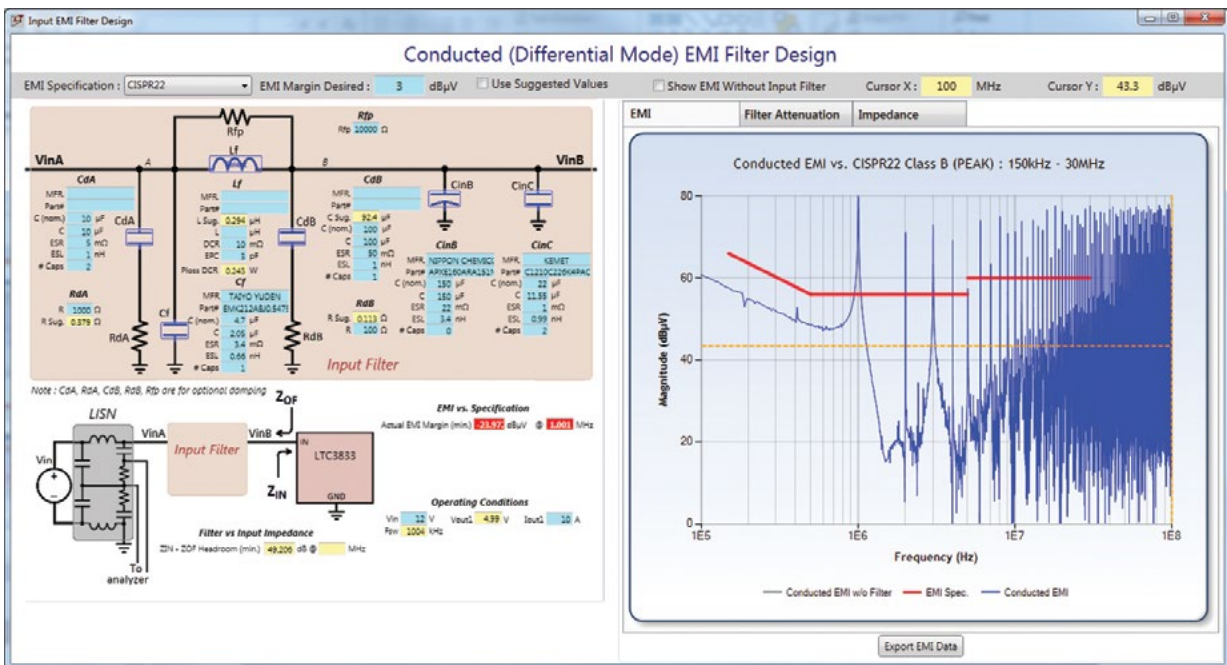 Input EMI Filter Design
Conducted (Differential Mode) EMI Filter Design
EMI Specification : CISPR22 EMI Margin Desired : 3 dBµV Use Suggested Values Show EMI Without Input Filter Cursor X : 100 MHz Cursor Y : 43.3 dBµV
Rfp
Rfp 10000 Ω
Rfp
Lf
VinA
A
B
VinB
CdA
MFR.
Part#
C (nom.) 10 µF
C 10 µF
ESR 5 mΩ
ESL 1 nH
# Caps 2
CdA
RdA
R 1000 Ω
R Sug. 0.379 Ω
RdA
Cf
Lf
MFR.
Part#
L Sug. 0.294 µH
L µH
DCR 10 mΩ
EPC 3 pF
Ploss DCR 0.243 W
Cf
MFR. TAIYO YUDEN
Part#
C (nom.) 4.7 µF
C 2.05 µF
ESR 3.4 mΩ
ESL 0.66 nH
# Caps 1
CdB
RdB
CdB
MFR.
Part#
C Sug. 92.4 µF
C (nom.) 100 µF
C 100 µF
ESR 50 mΩ
ESL 1 nH
# Caps 1
RdB
R Sug. 0.113 Ω
R 100 Ω
CinB
CinC
CinB
MFR. NIPPON CHEMIC
Part# APXE160ARA151M
C (nom.) 150 µF
C 150 µF
ESR 22 mΩ
ESL 3.4 nH
# Caps 0
CinC
MFR. KEMET
Part# C1210C226K4PAC
C (nom.) 22 µF
C 11.55 µF
ESR 1 mΩ
ESL 0.99 nH
# Caps 2
Input Filter
Note : CdA, RdA, CdB, RdB, Rfp are for optional damping
LISN
Vin
VinA
Input Filter
VinB
ZOF
ZIN
IN
LTC3833
GND
To
analyzer
EMI vs. Specification
Actual EMI Margin (min.) -23.972 dBµV @ 1.001 MHz
Operating Conditions
Vin 12 V Vout1 4.99 V Iout1 10 A
Fsw 1004 kHz
Filter vs Input Impedance
ZIN - ZOF Headroom (min.) 49.206 dB @ MHz
EMI
Filter Attenuation
Impedance
Conducted EMI vs. CISPR22 Class B (PEAK) : 150kHz - 30MHz
Magnitude (dBµV)
80
60
40
20
0
1E5 1E6 1E7 1E8
Frequency (Hz)
Conducted EMI w/o Filter EMI Spec. Conducted EMI
Export EMI Data